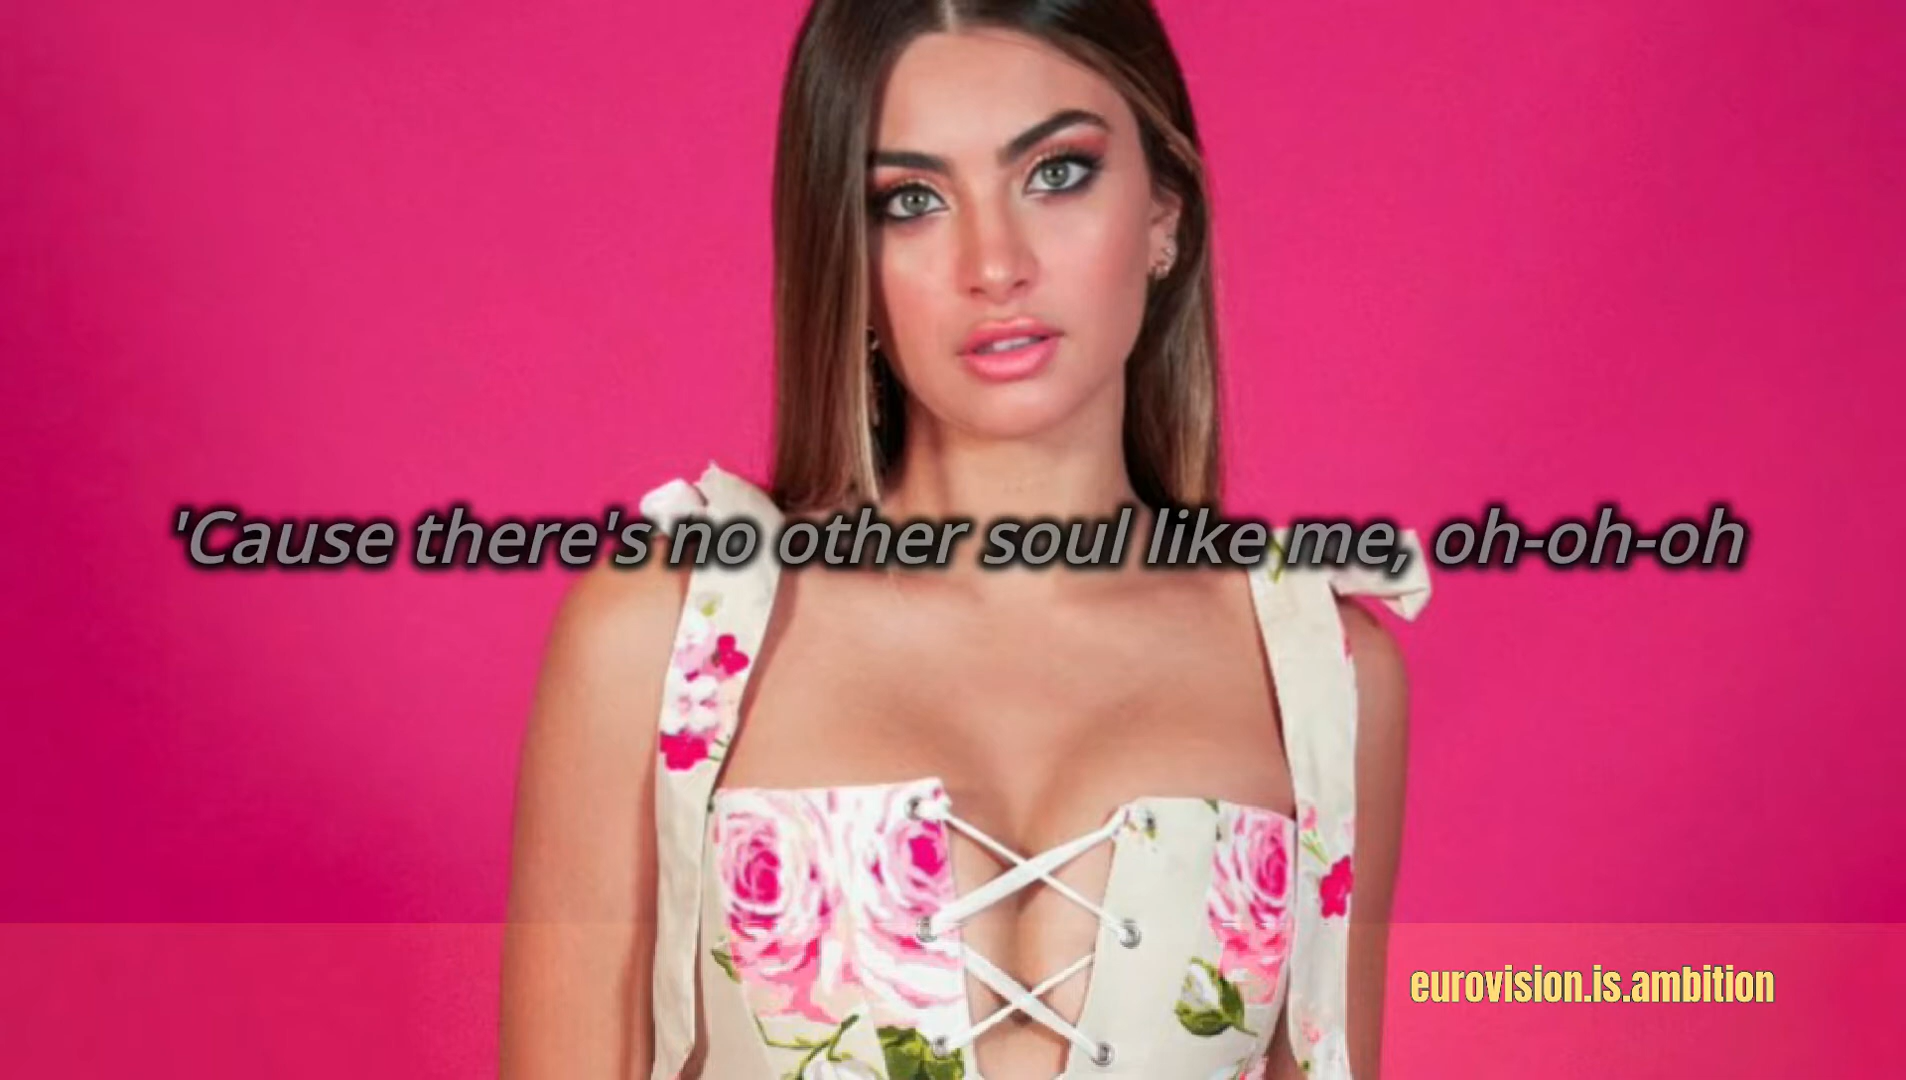 'Cause there's no other soul like me, oh-oh-oh
eurovision.is.ambition